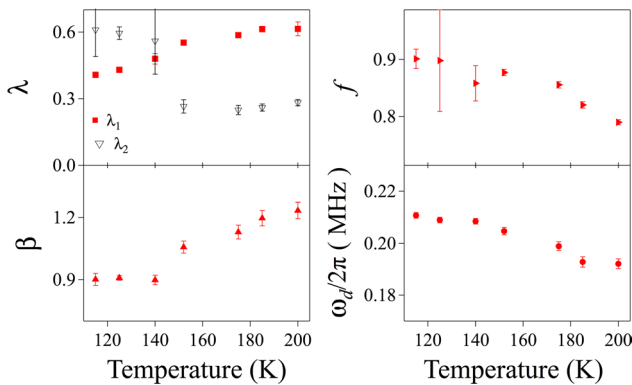 0.6
0.3
0.0
λ
λ₁
λ₂
1.2
0.9
β
120 140 160 180 200
Temperature (K)
0.9
0.8
f
0.22
0.20
0.18
ω_d/2π ( MHz)
120 140 160 180 200
Temperature (K)